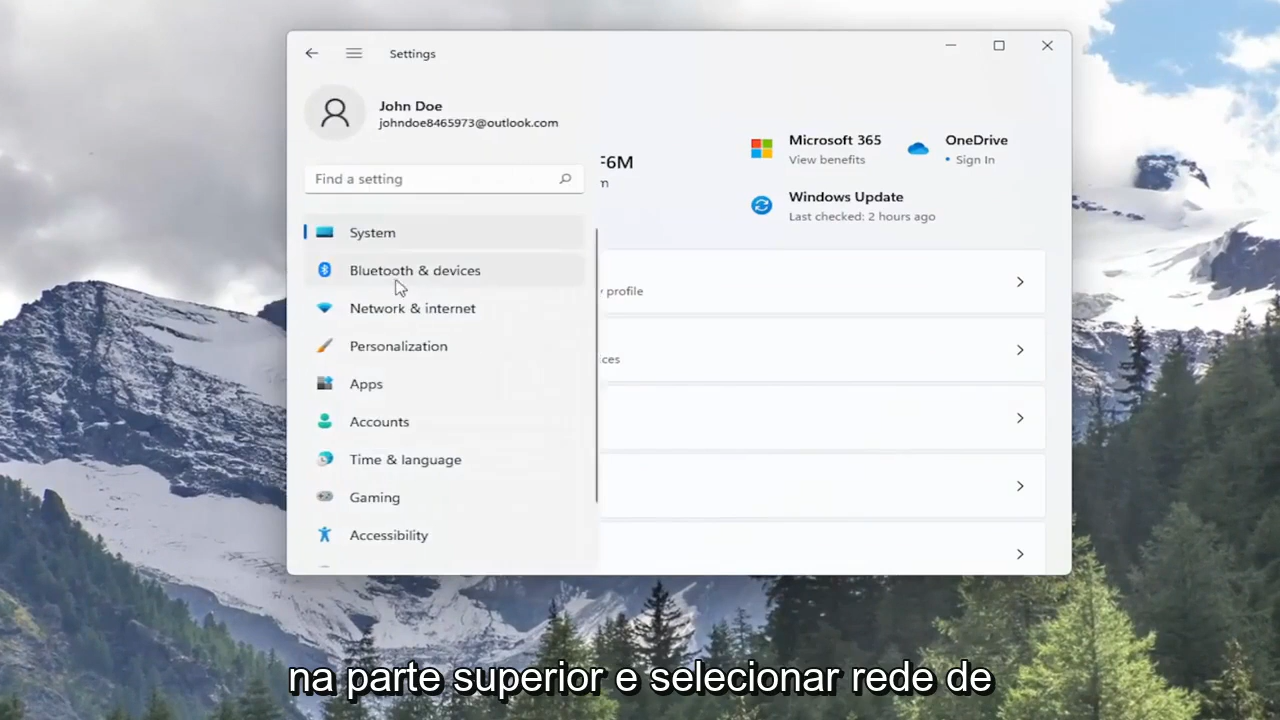 Settings
John Doe
johndoe8465973@outlook.com
Find a setting
System
Bluetooth & devices
Network & internet
Personalization
Apps
Accounts
Time & language
Gaming
Accessibility
F6M
m
Microsoft 365
View benefits
OneDrive
• Sign In
Windows Update
Last checked: 2 hours ago
profile
ces
na parte superior e selecionar rede de